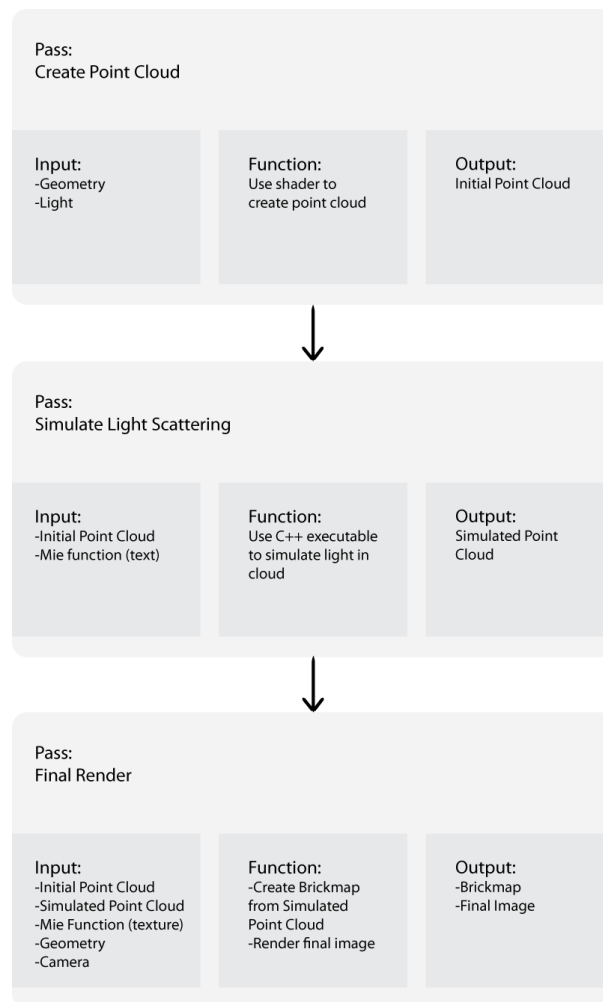 Pass:
Create Point Cloud
Input:
-Geometry
-Light
Function:
Use shader to
create point cloud
Output:
Initial Point Cloud
Pass:
Simulate Light Scattering
Input:
-Initial Point Cloud
-Mie function (text)
Function:
Use C++ executable
to simulate light in
cloud
Output:
Simulated Point
Cloud
Pass:
Final Render
Input:
-Initial Point Cloud
-Simulated Point Cloud
-Mie Function (texture)
-Geometry
-Camera
Function:
-Create Brickmap
from Simulated
Point Cloud
-Render final image
Output:
-Brickmap
-Final Image